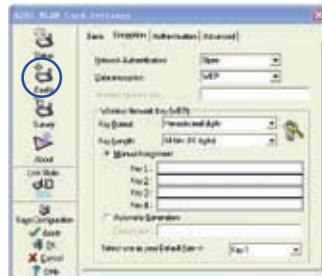 ASUS WLAN Card Settings
Status
Config
Survey
About
Link State
Apply
Ok
Cancel
Help
Basic Encryption Authentication Advanced
Network Authentication: Open
Data encryption: WEP
Wireless Network Key (WEP)
Key Format: Hexadecimal digits
Key Length: 64 bits (10 digits)
Manual Assignment
Key 1:
Key 2:
Key 3:
Key 4:
Automatic Generation
Select one as your Default Key Key 1